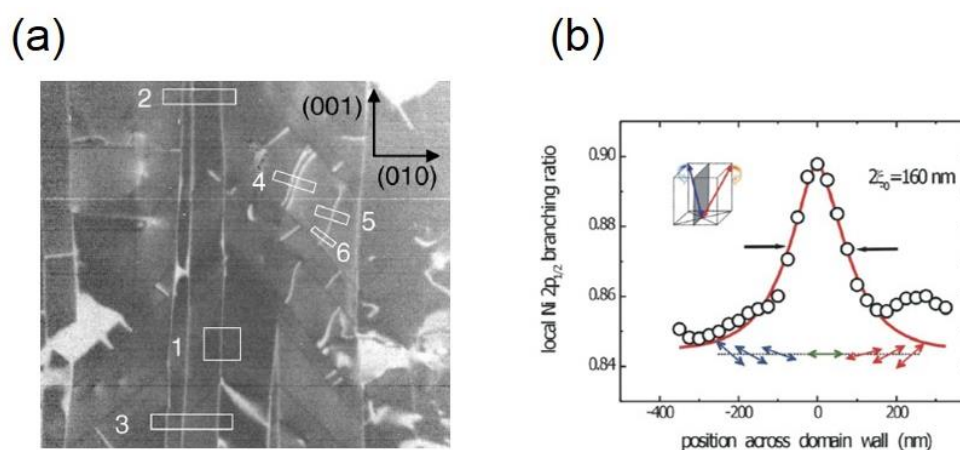 (a)
(b)
2
(001)
(010)
4
5
6
1
3
0.90
0.88
0.86
0.84
local Ni 2p1/2 branching ratio
2ξ0=160 nm
-400 -200 0 200
position across domain wall (nm)